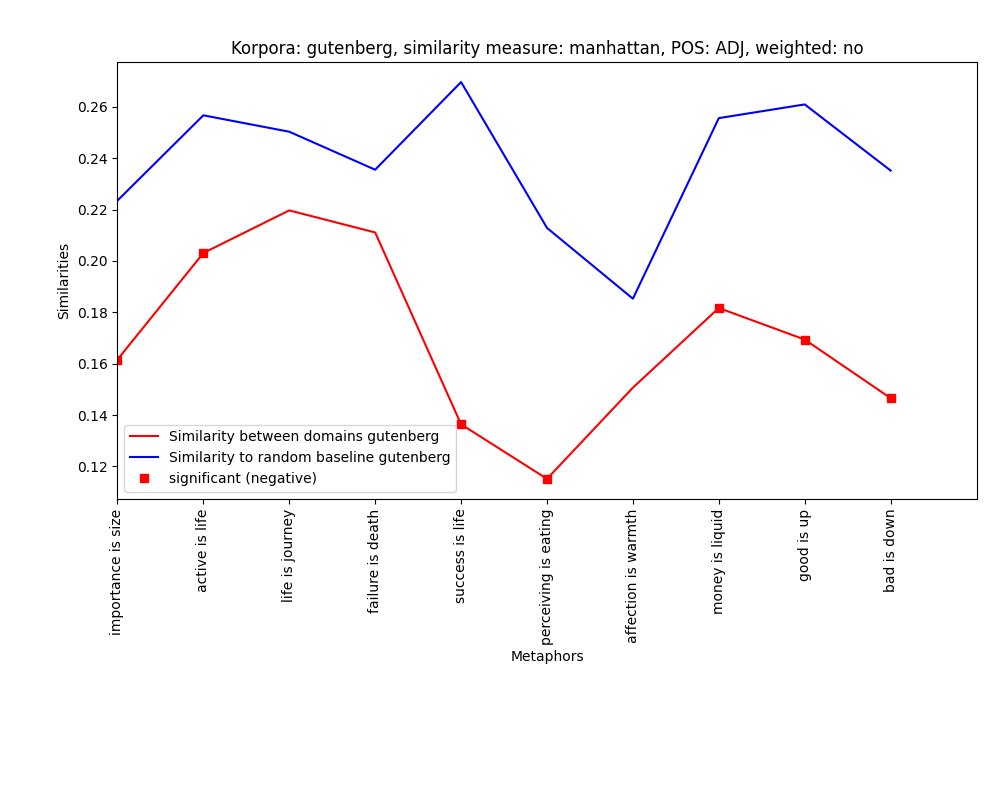 Korpora: gutenberg, similarity measure: manhattan, POS: ADJ, weighted: no
Similarities
0.26
0.24
0.22
0.20
0.18
0.16
0.14
0.12
Similarity between domains gutenberg
Similarity to random baseline gutenberg
significant (negative)
importance is size
active is life
life is journey
failure is death
success is life
perceiving is eating
affection is warmth
money is liquid
good is up
bad is down
Metaphors